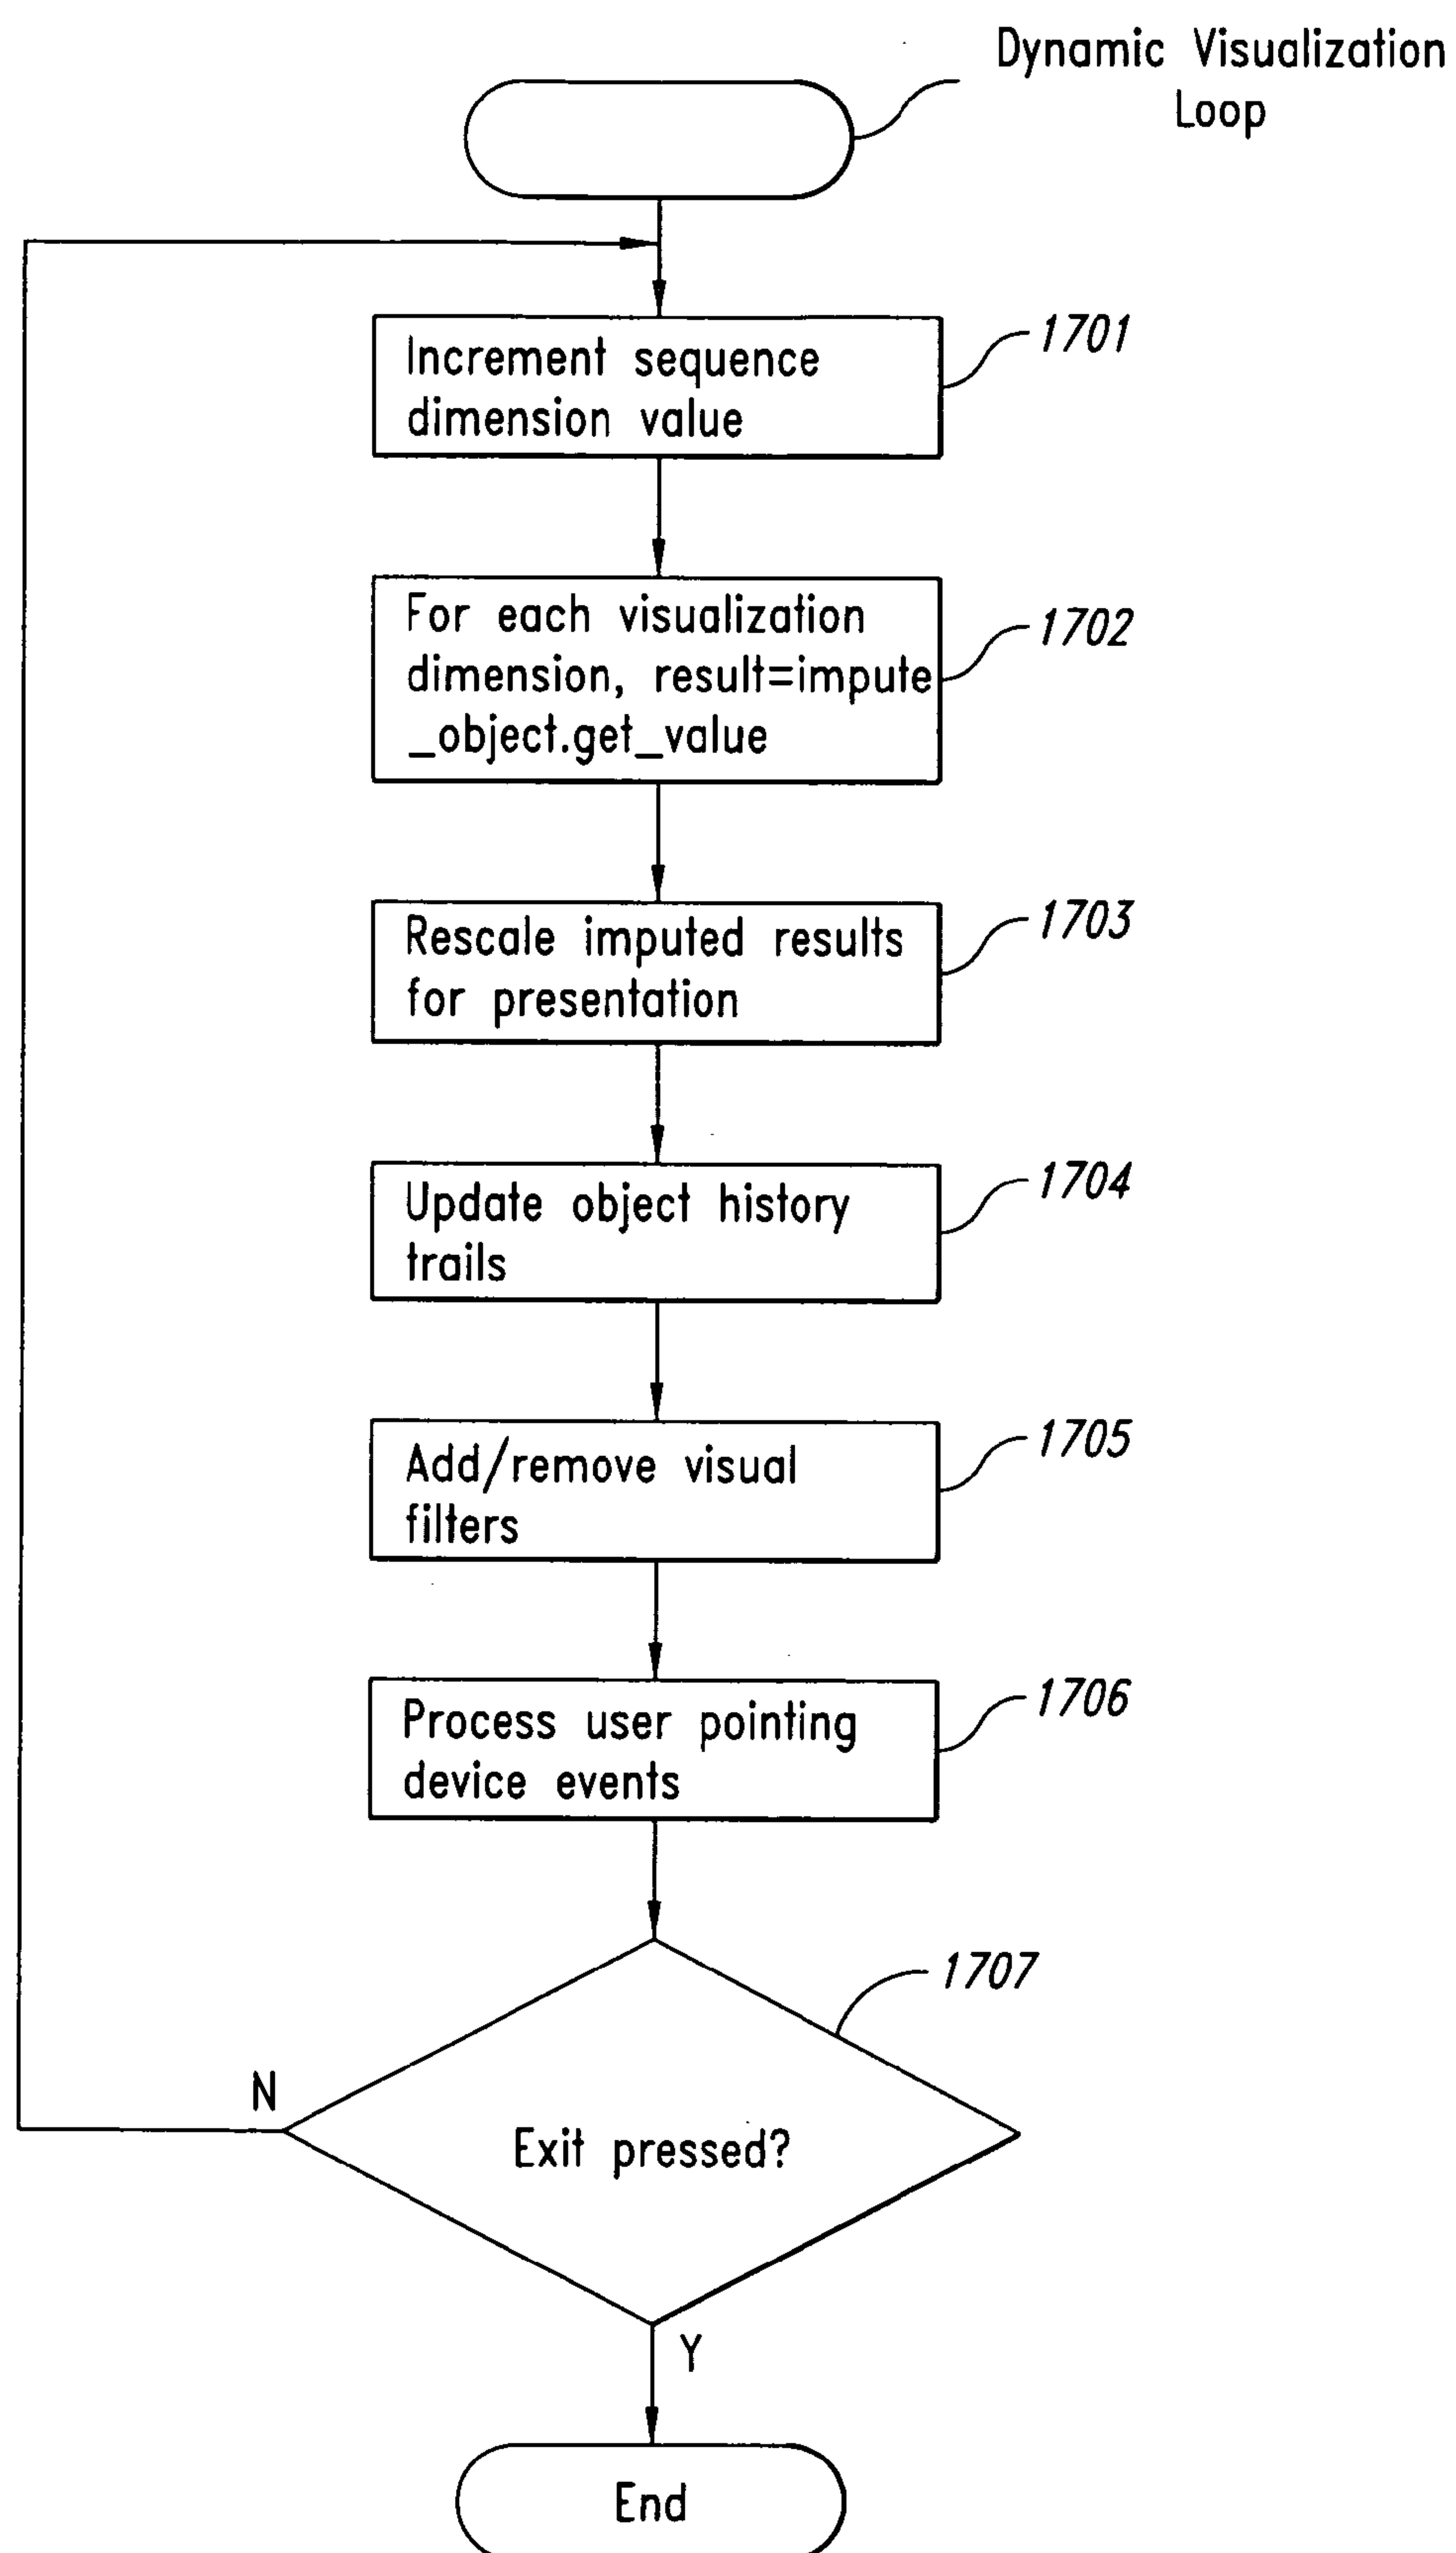 Dynamic Visualization
Loop
Increment sequence
dimension value
1701
For each visualization
dimension, result=impute
_object.get_value
1702
Rescale imputed results
for presentation
1703
Update object history
trails
1704
Add/remove visual
filters
1705
Process user pointing
device events
1706
1707
N
Exit pressed?
Y
End